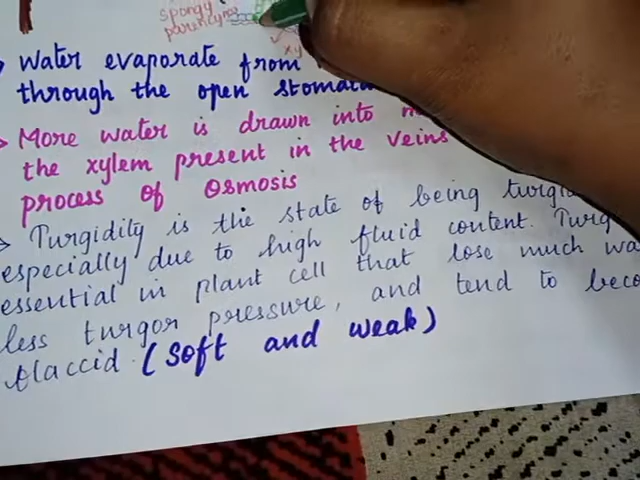 spongy
parenchyma
xy
Water evaporate from
through the open stomata
More water is drawn into
the xylem present in the veins
process of Osmosis
Turgidity is the state of being turgid
especially due to high fluid content. Turg
essential in plant cell that lose much wa
less turgor pressure, and tend to beco
flaccid. (Soft and weak)